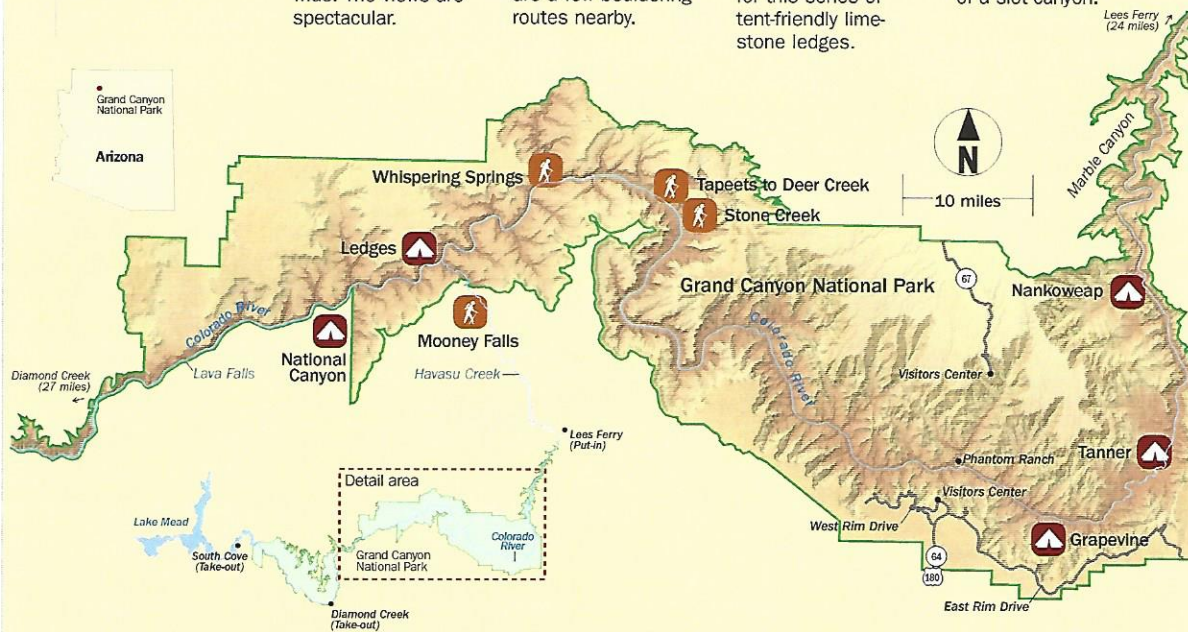 spectacular.
routes nearby.
tent-friendly lime-
stone ledges.
of a slot canyon.
Lees Ferry
(24 miles)
Grand Canyon
National Park
Arizona
Marble Canyon
N
10 miles
Whispering Springs
Tapeets to Deer Creek
Stone Creek
Ledges
Grand Canyon National Park
67
Nankoweap
Colorado River
Colorado River
Mooney Falls
National
Canyon
Lava Falls
Havasu Creek
Diamond Creek
(27 miles)
Visitors Center
Lees Ferry
(Put-in)
Phantom Ranch
Tanner
Detail area
Visitors Center
West Rim Drive
Lake Mead
South Cove
(Take-out)
Colorado
River
Grand Canyon
National Park
Grapevine
64
180
Diamond Creek
(Take-out)
East Rim Drive